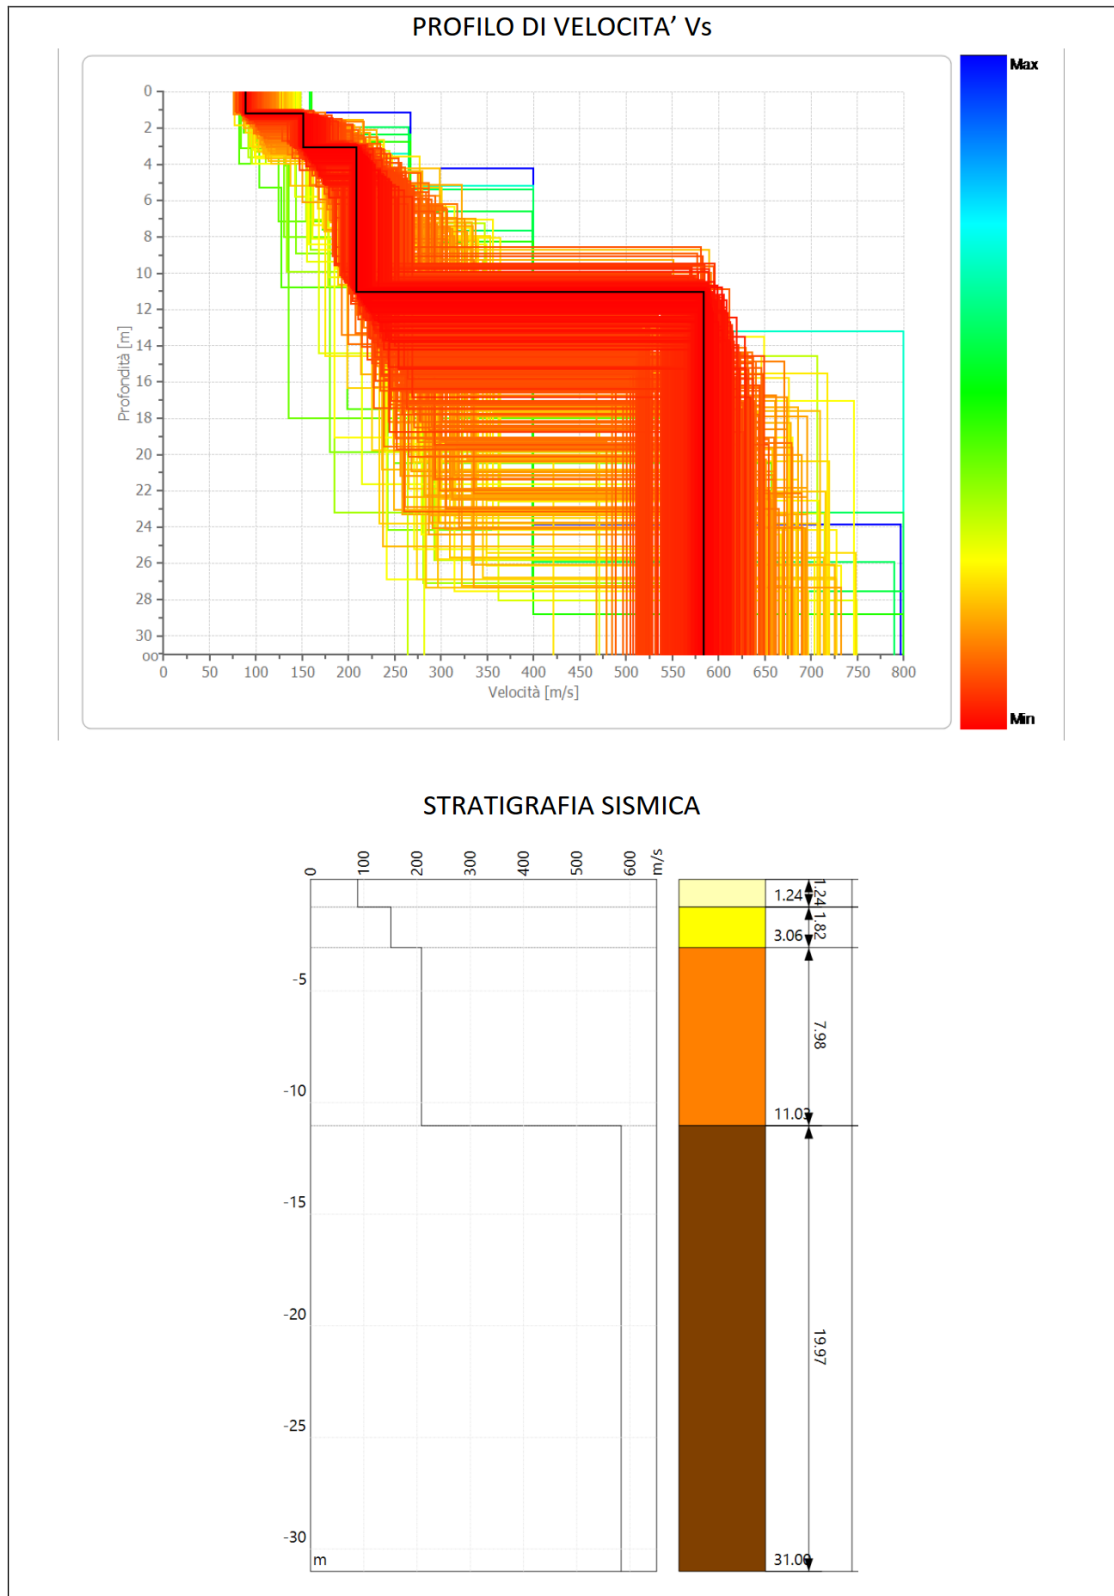 PROFILO DI VELOCITA’ Vs
Max
0
2
4
6
8
10
12
14
16
18
20
22
24
26
28
30
oo
Profondità [m]
0 50 100 150 200 250 300 350 400 450 500 550 600 650 700 750 800
Velocità [m/s]
Min
STRATIGRAFIA SISMICA
0 100 200 300 400 500 600 m/s
1.24 1.24
1.82
3.06
-5
7.98
-10
11.03
-15
-20
19.97
-25
-30
m
31.00